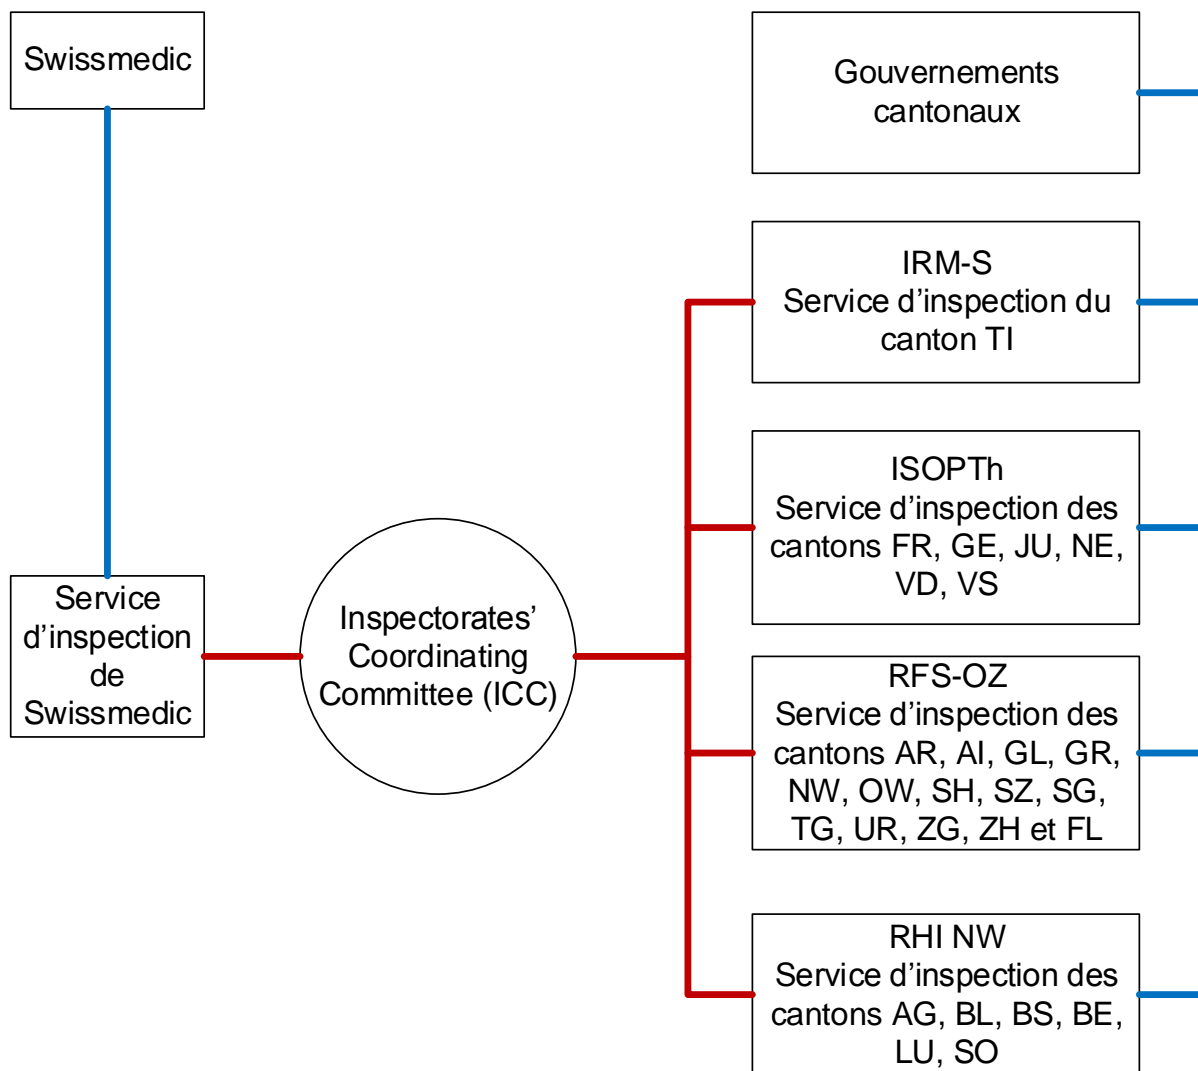 Swissmedic
Gouvernements
cantonaux
IRM-S
Service d’inspection du
canton TI
ISOPTh
Service d’inspection des
cantons FR, GE, JU, NE,
VD, VS
Service
d’inspection
de
Swissmedic
Inspectorates’
Coordinating
Committee (ICC)
RFS-OZ
Service d’inspection des
cantons AR, AI, GL, GR,
NW, OW, SH, SZ, SG,
TG, UR, ZG, ZH et FL
RHI NW
Service d’inspection des
cantons AG, BL, BS, BE,
LU, SO